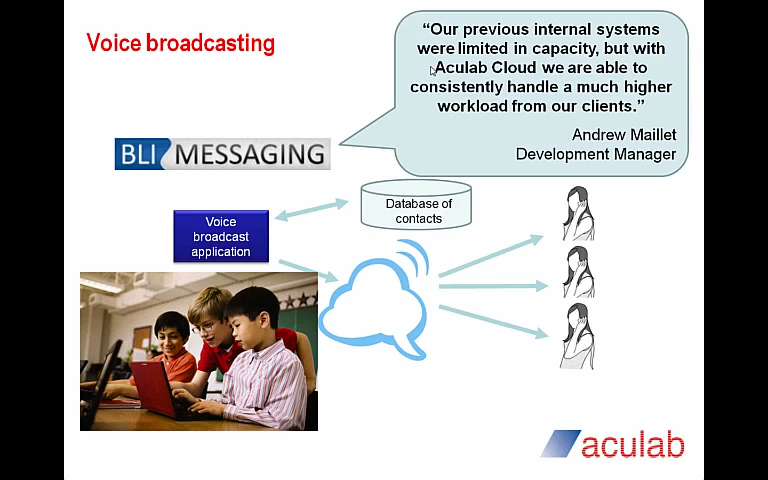 Voice broadcasting
“Our previous internal systems
were limited in capacity, but with
Aculab Cloud we are able to
consistently handle a much higher
workload from our clients.”
Andrew Maillet
Development Manager
BLI MESSAGING
Database of
contacts
Voice
broadcast
application
aculab